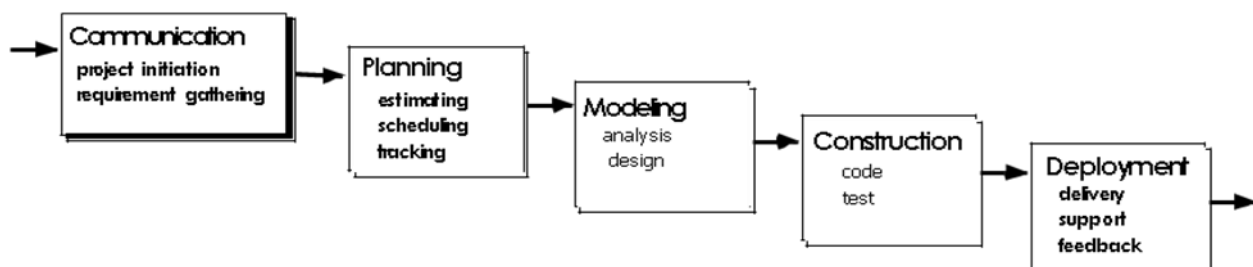 Communication
project initiation
requirement gathering
Planning
estimating
scheduling
tracking
Modeling
analysis
design
Construction
code
test
Deployment
delivery
support
feedback